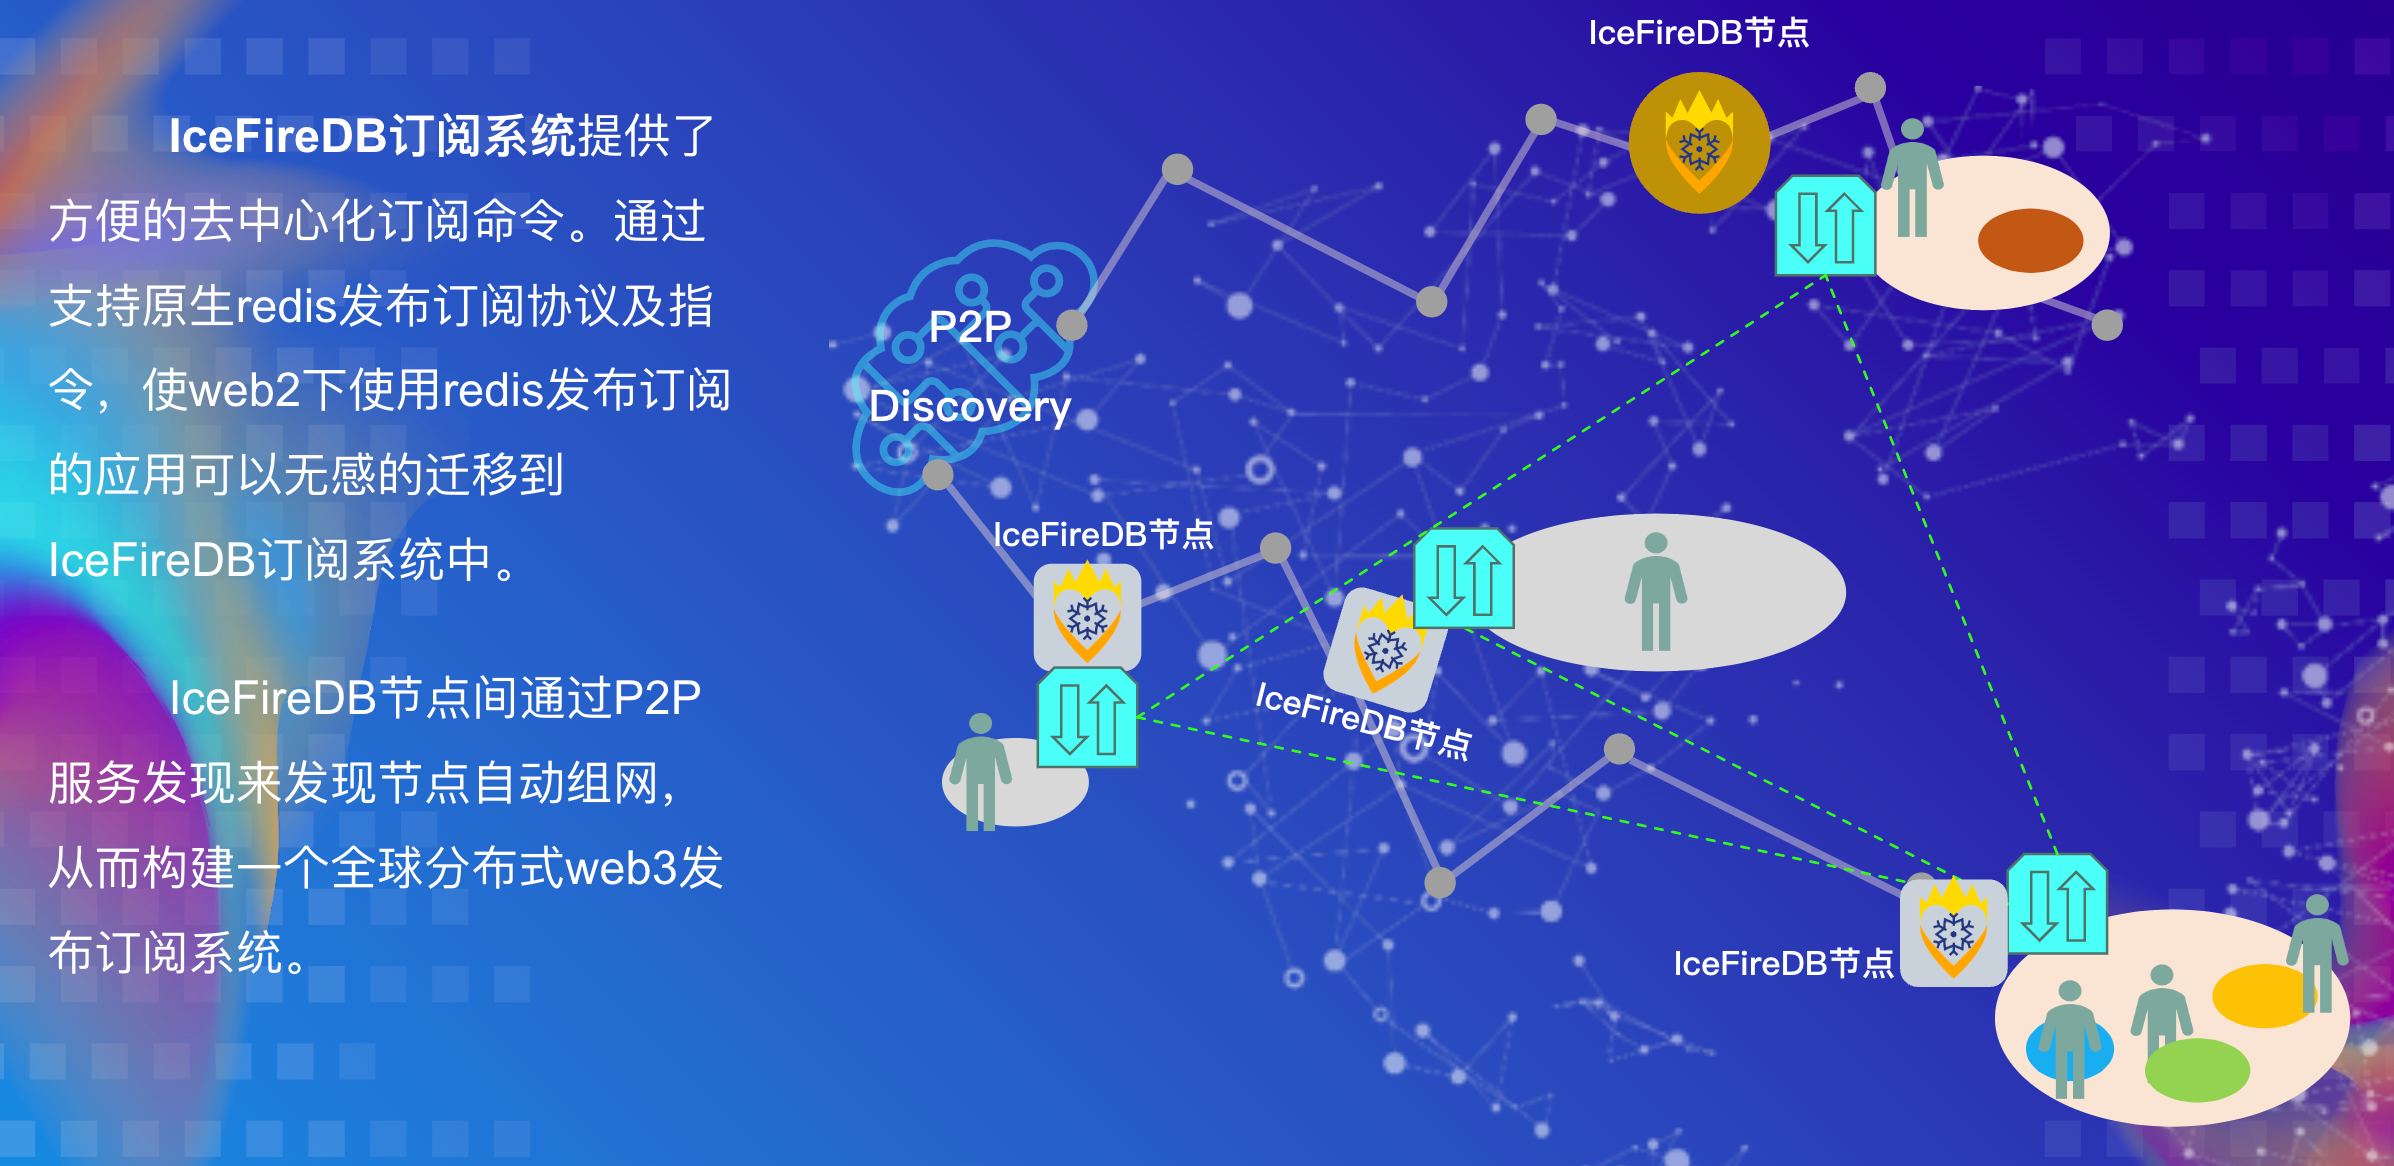 IceFireDB订阅系统提供了
方便的去中心化订阅命令。通过
支持原生redis发布订阅协议及指
令，使web2下使用redis发布订阅
的应用可以无感的迁移到
IceFireDB订阅系统中。
IceFireDB节点间通过P2P
服务发现来发现节点自动组网，
从而构建一个全球分布式web3发
布订阅系统。
IceFireDB节点
P2P
Discovery
IceFireDB节点
IceFireDB节点
IceFireDB节点